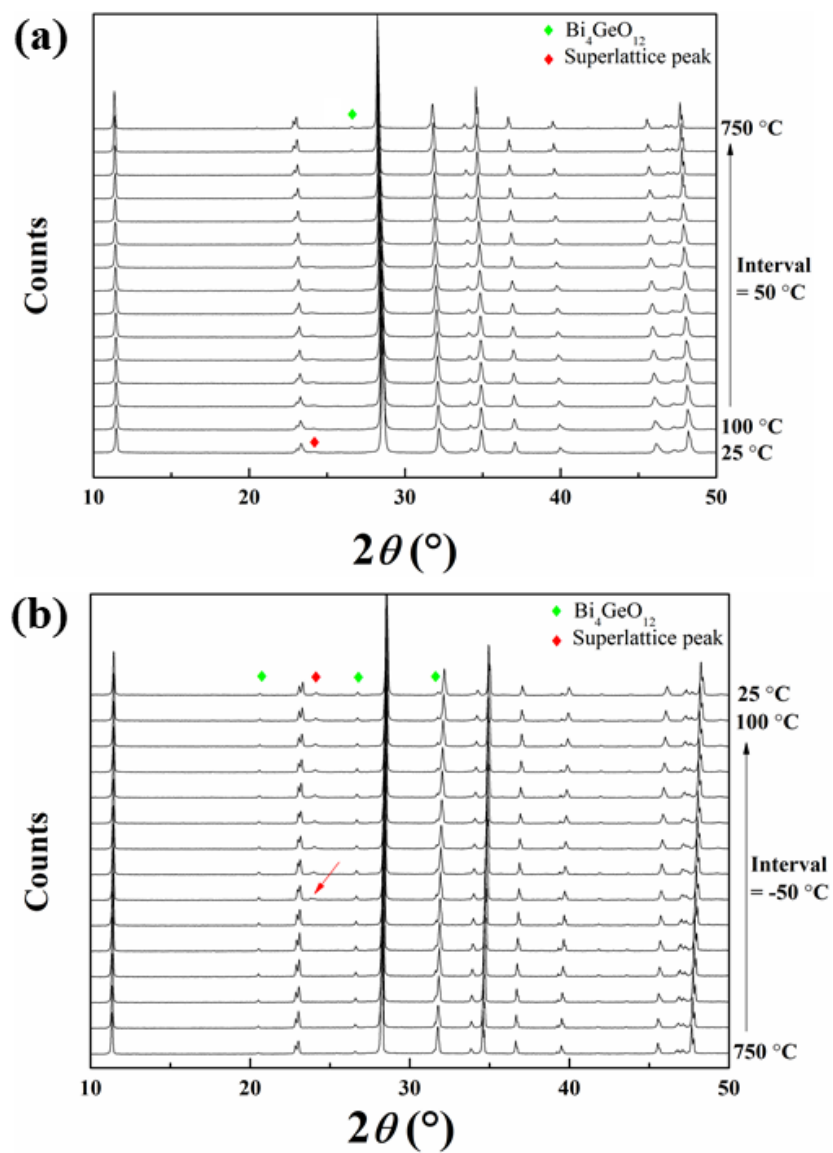 (a)
Bi₄GeO₁₂
Superlattice peak
750 °C
Interval
= 50 °C
100 °C
25 °C
Counts
10 20 30 40 50
2θ (°)
(b)
Bi₄GeO₁₂
Superlattice peak
25 °C
100 °C
Interval
= -50 °C
750 °C
Counts
10 20 30 40 50
2θ (°)